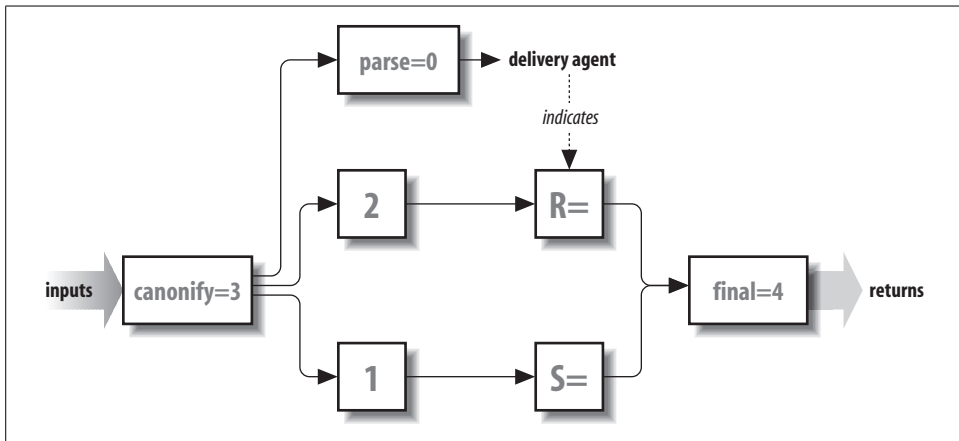 parse=0
delivery agent
indicates
2
R=
inputs
canonify=3
final=4
returns
1
S=